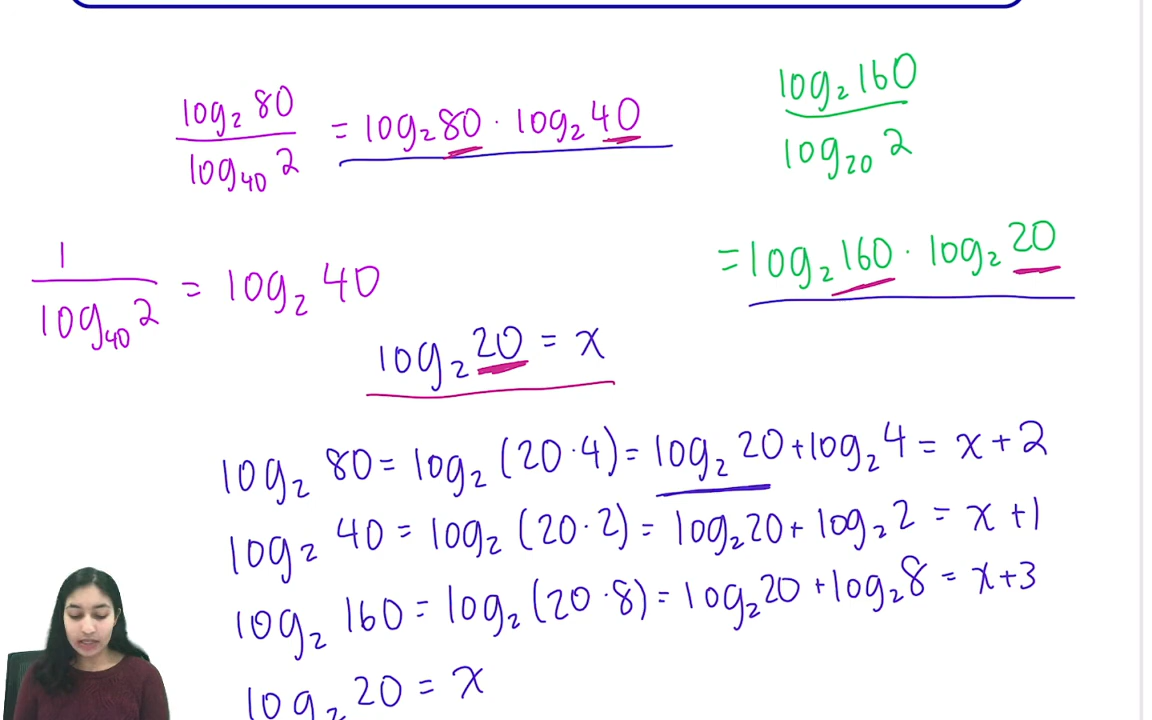 log₂ 80 / log₄₀ 2 = log₂ 80 · log₂ 40
log₂ 160 / log₂₀ 2
= log₂ 160 · log₂ 20
1 / log₄₀ 2 = log₂ 40
log₂ 20 = x
log₂ 80 = log₂ (20·4) = log₂ 20 + log₂ 4 = x + 2
log₂ 40 = log₂ (20·2) = log₂ 20 + log₂ 2 = x + 1
log₂ 160 = log₂ (20·8) = log₂ 20 + log₂ 8 = x + 3
log₂ 20 = x